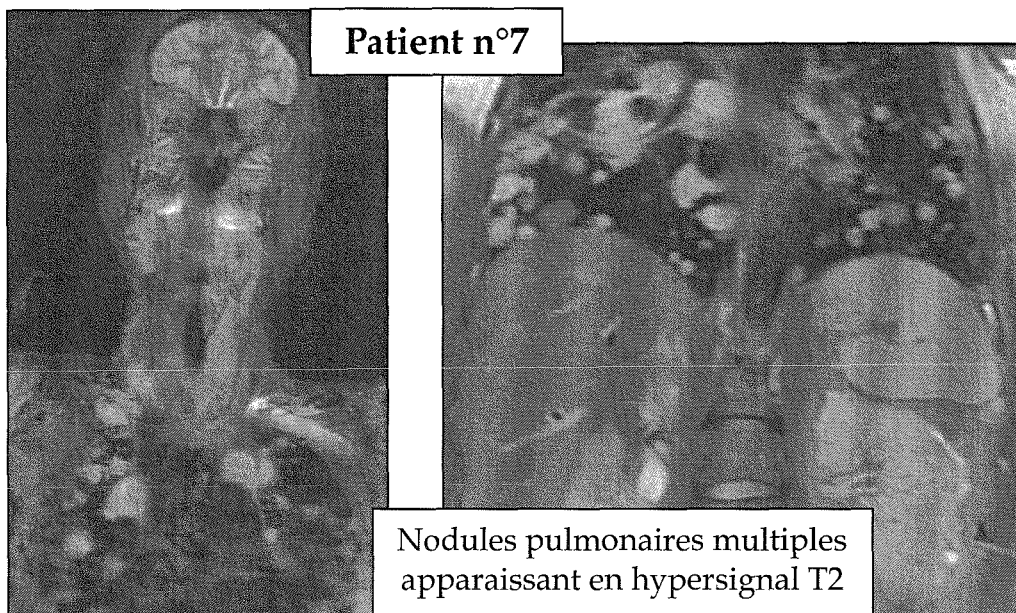 Patient n°7
Nodules pulmonaires multiples
apparaissant en hypersignal T2